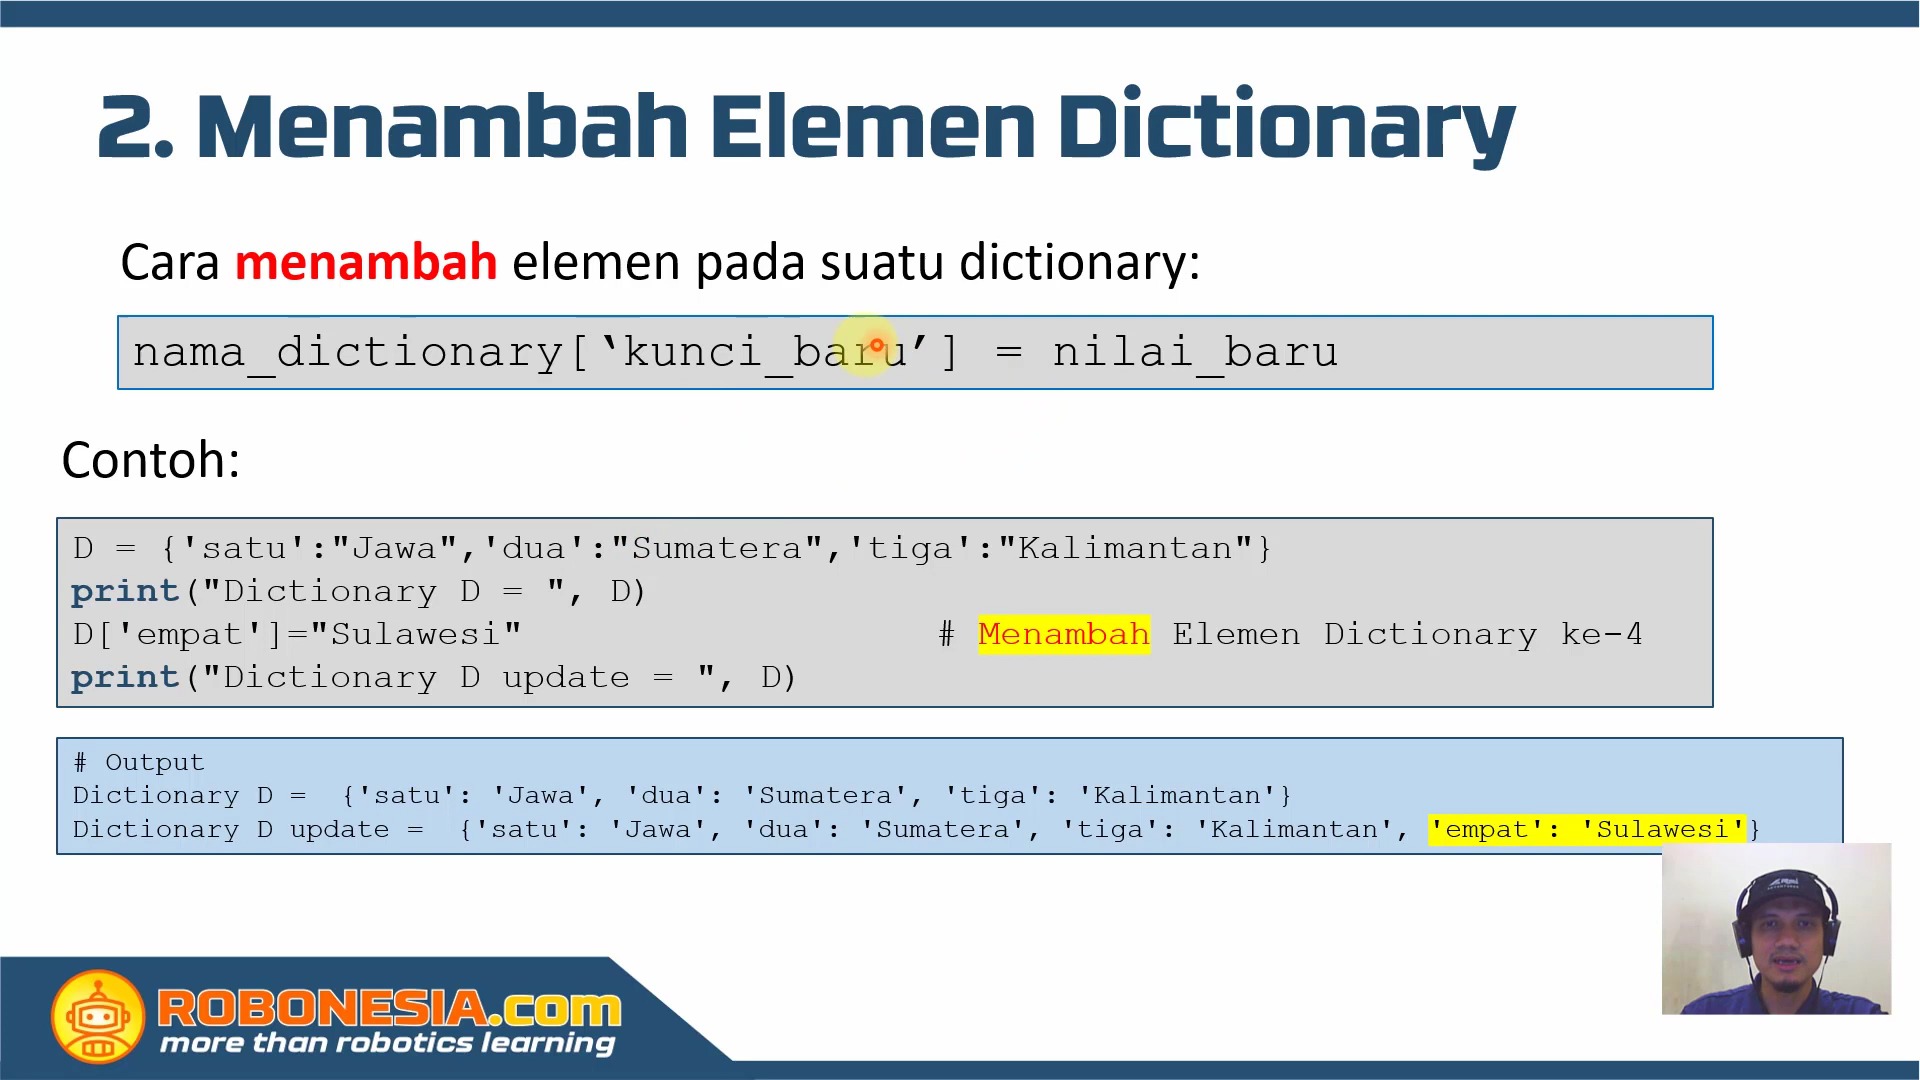 2. Menambah Elemen Dictionary
Cara menambah elemen pada suatu dictionary:
nama_dictionary[‘kunci_baru’] = nilai_baru
Contoh:
D = {'satu':"Jawa",'dua':"Sumatera",'tiga':"Kalimantan"}
print("Dictionary D = ", D)
D['empat']="Sulawesi" # Menambah Elemen Dictionary ke-4
print("Dictionary D update = ", D)
# Output
Dictionary D =  {'satu': 'Jawa', 'dua': 'Sumatera', 'tiga': 'Kalimantan'}
Dictionary D update =  {'satu': 'Jawa', 'dua': 'Sumatera', 'tiga': 'Kalimantan', 'empat': 'Sulawesi'}
ROBONESIA.com
more than robotics learning